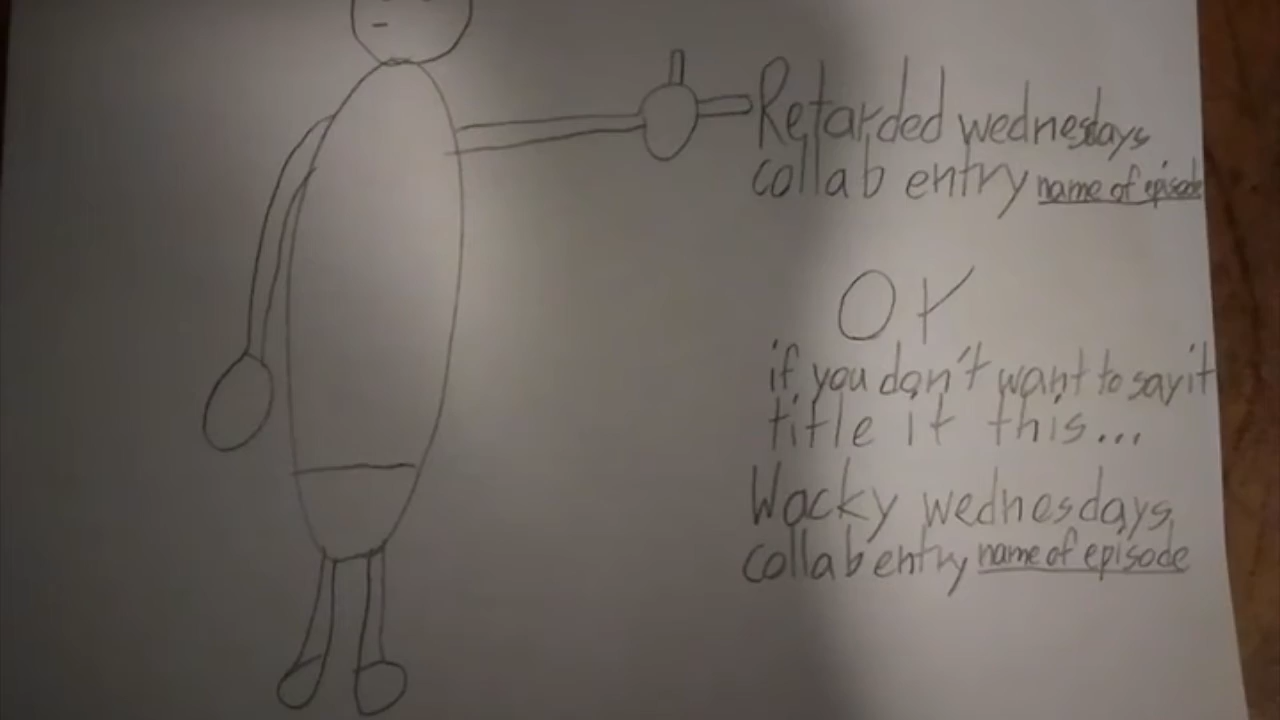 Retarded wednesdays
collab entry name of episode
Or
if you don't want to say it
title it this...
Wacky wednesdays
collab entry name of episode